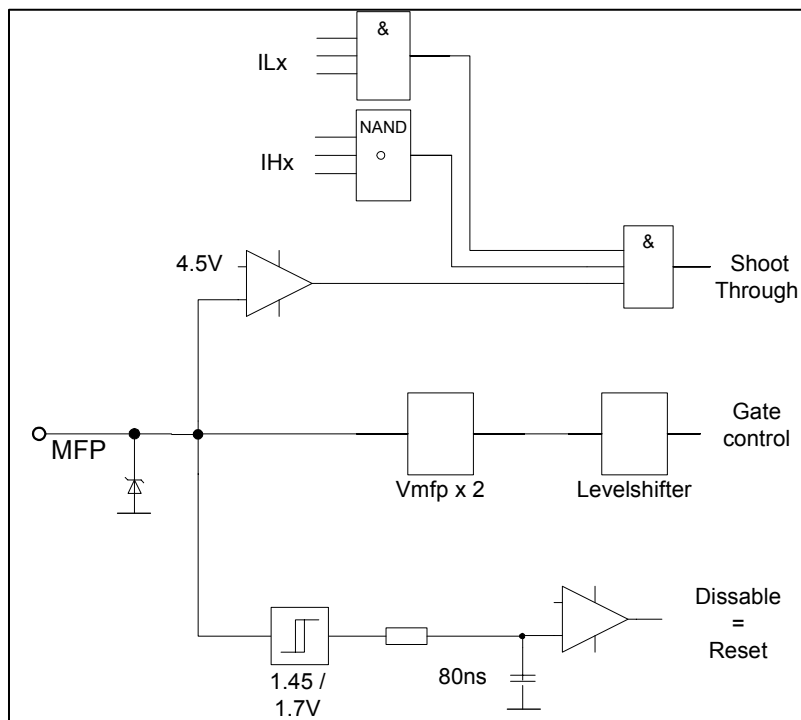 &
ILx
NAND
IHx
&
4.5V
Shoot
Through
MFP
Gate
control
Vmfp x 2
Levelshifter
Dissable
=
Reset
1.45 /
1.7V
80ns